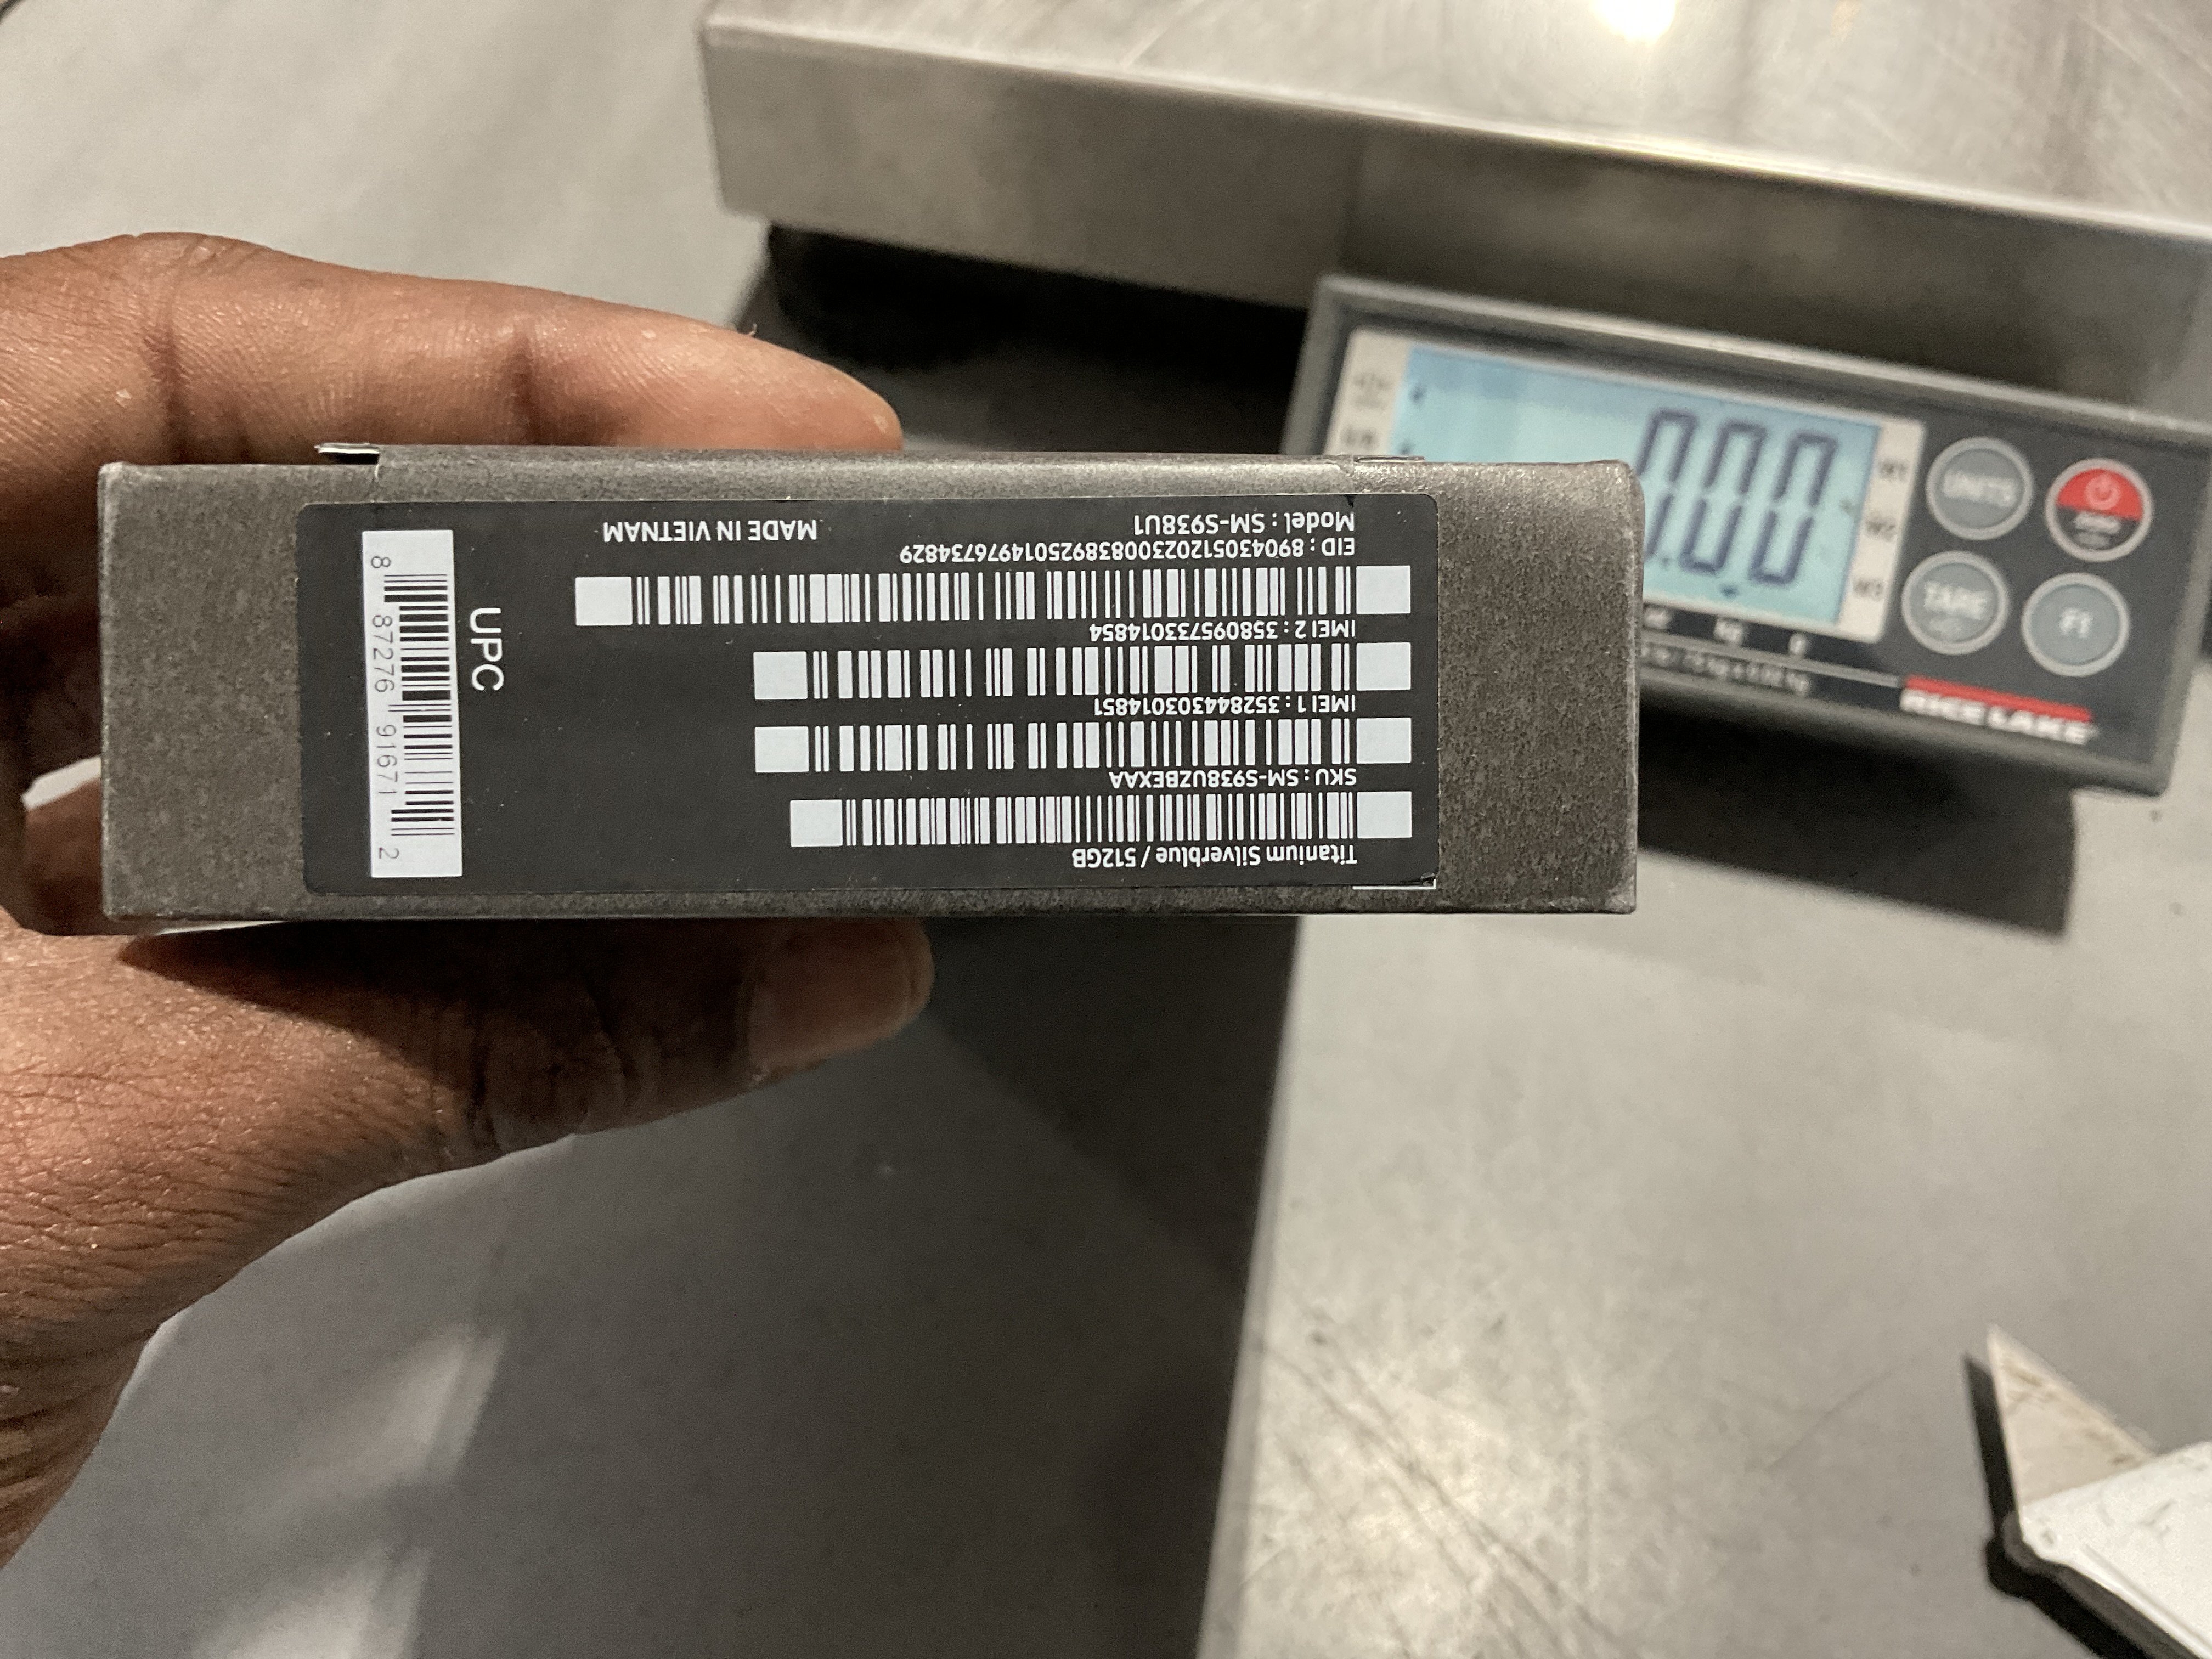 Titanium Silverblue / 512GB
SKU : SM-S938UZBEXAA
IMEI 1 : 352844303014851
IMEI 2 : 358095733014854
EID : 89043051202300838925014976734829
Model : SM-S938U1
MADE IN VIETNAM
UPC
8 87276 91671 2
0.00
UNITS
TARE
F1
RICE LAKE